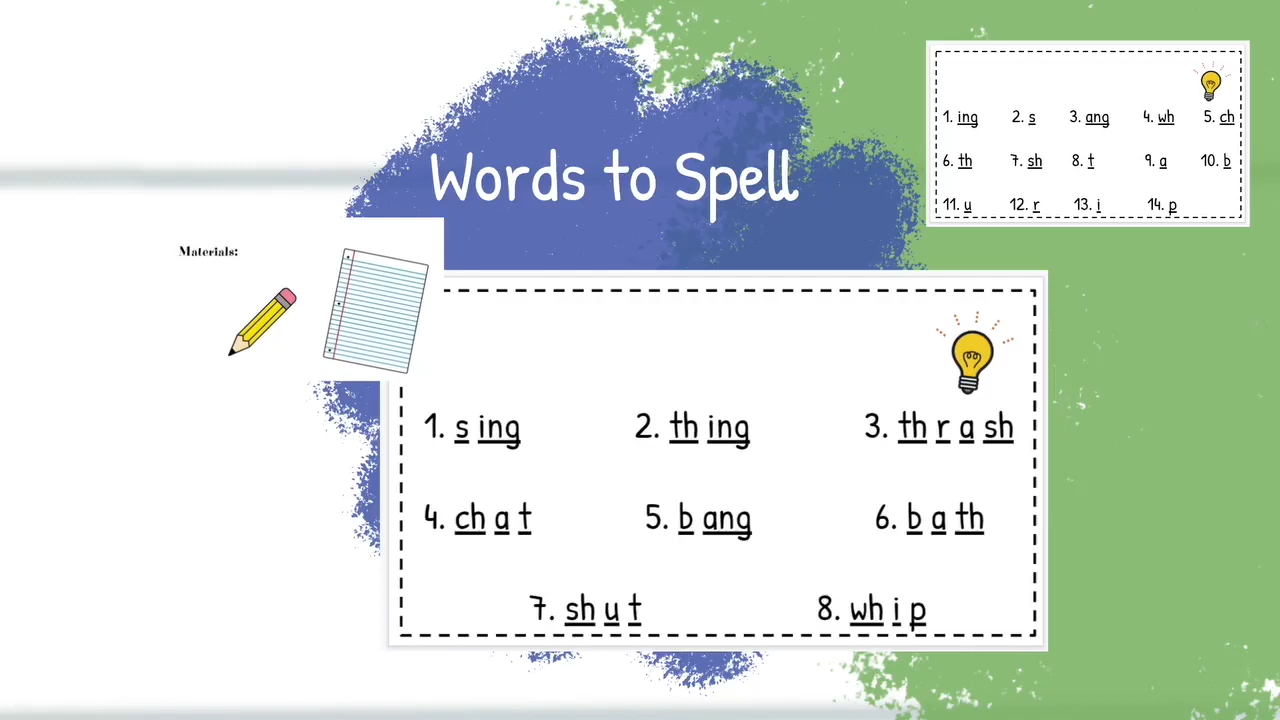 Words to Spell
1. ing 2. s 3. ang 4. wh 5. ch
6. th 7. sh 8. t 9. a 10. b
11. u 12. r 13. i 14. p
Materials:
1. s ing 2. th ing 3. th r a sh
4. ch a t 5. b ang 6. b a th
7. sh u t 8. wh i p